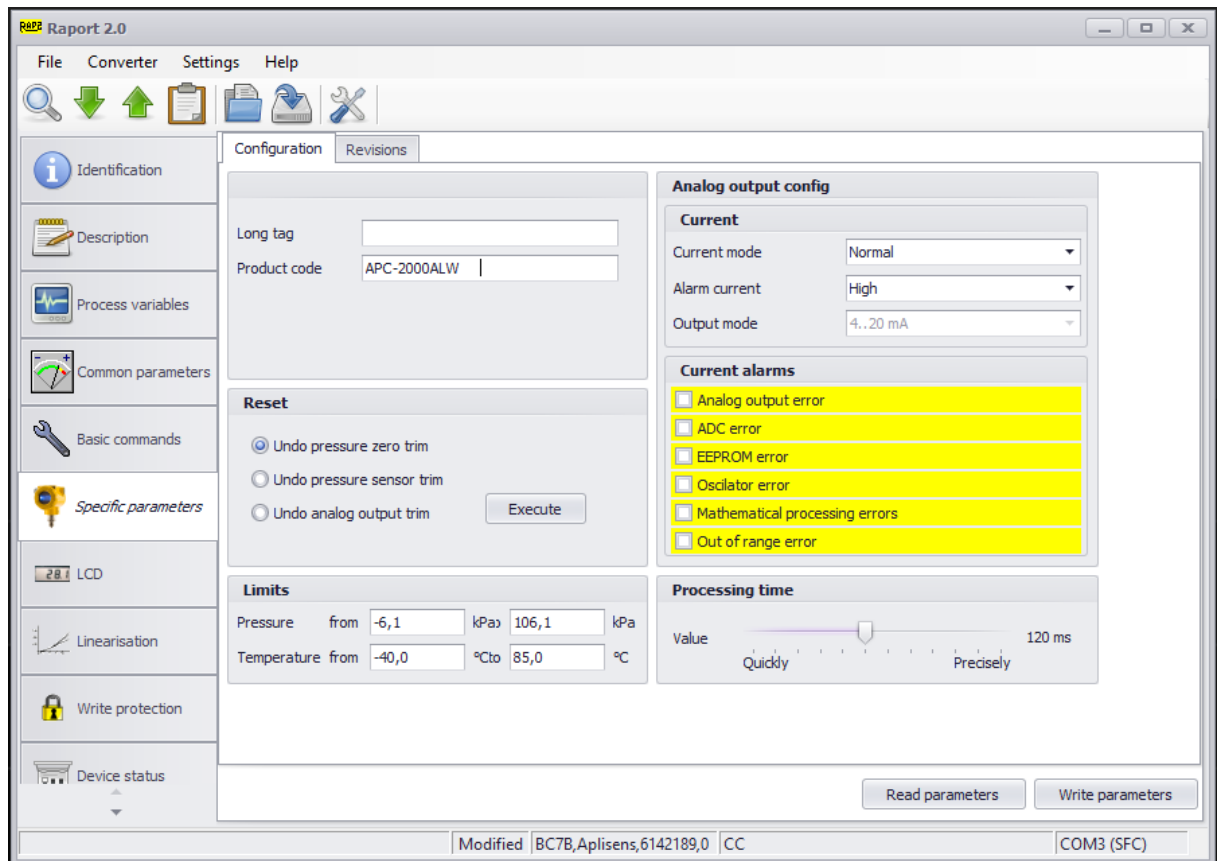 RAP2 Raport 2.0
File Converter Settings Help
Configuration Revisions
Identification
Description
Process variables
Common parameters
Basic commands
Specific parameters
28.1 LCD
Linearisation
Write protection
Device status
Long tag
Product code APC-2000ALW
Reset
Undo pressure zero trim
Undo pressure sensor trim
Undo analog output trim
Execute
Limits
Pressure from -6,1 kPa 106,1 kPa
Temperature from -40,0 ºCto 85,0 ºC
Analog output config
Current
Current mode Normal
Alarm current High
Output mode 4..20 mA
Current alarms
Analog output error
ADC error
EEPROM error
Oscilator error
Mathematical processing errors
Out of range error
Processing time
Value 120 ms
Quickly Precisely
Read parameters Write parameters
Modified BC7B,Aplisens,6142189,0 CC COM3 (SFC)